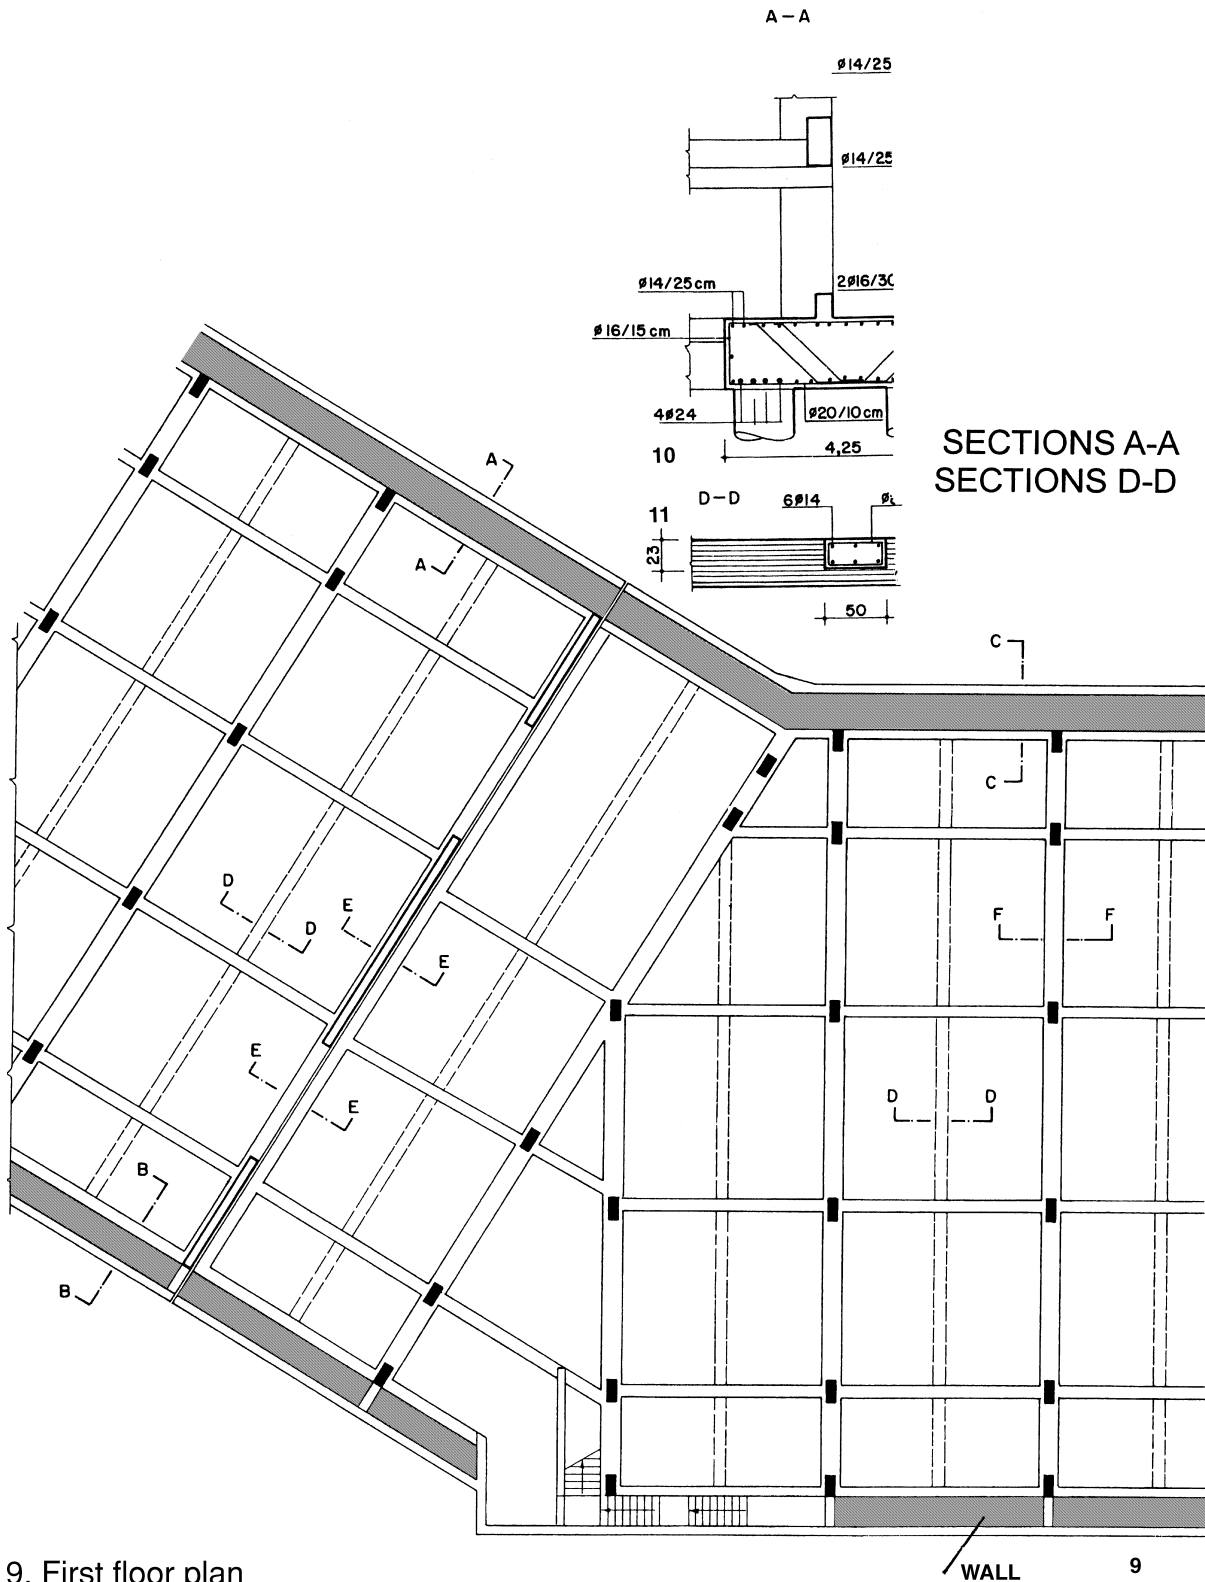 A–A
ø14/25
ø14/25
ø14/25cm
2ø16/30
ø16/15cm
4ø24
ø20/10cm
10
4,25
SECTIONS A-A
SECTIONS D-D
D–D
6ø14
11
23
50
A
A
C
C
D
D
E
E
F
F
E
E
D
D
B
B
9. First floor plan
WALL
9